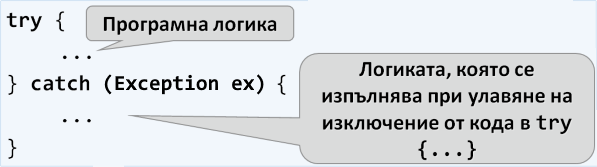 try {
Програмна логика
...
} catch (Exception ex) {
...
}
Логиката, която се
изпълнява при улавяне на
изключение от кода в try
{...}